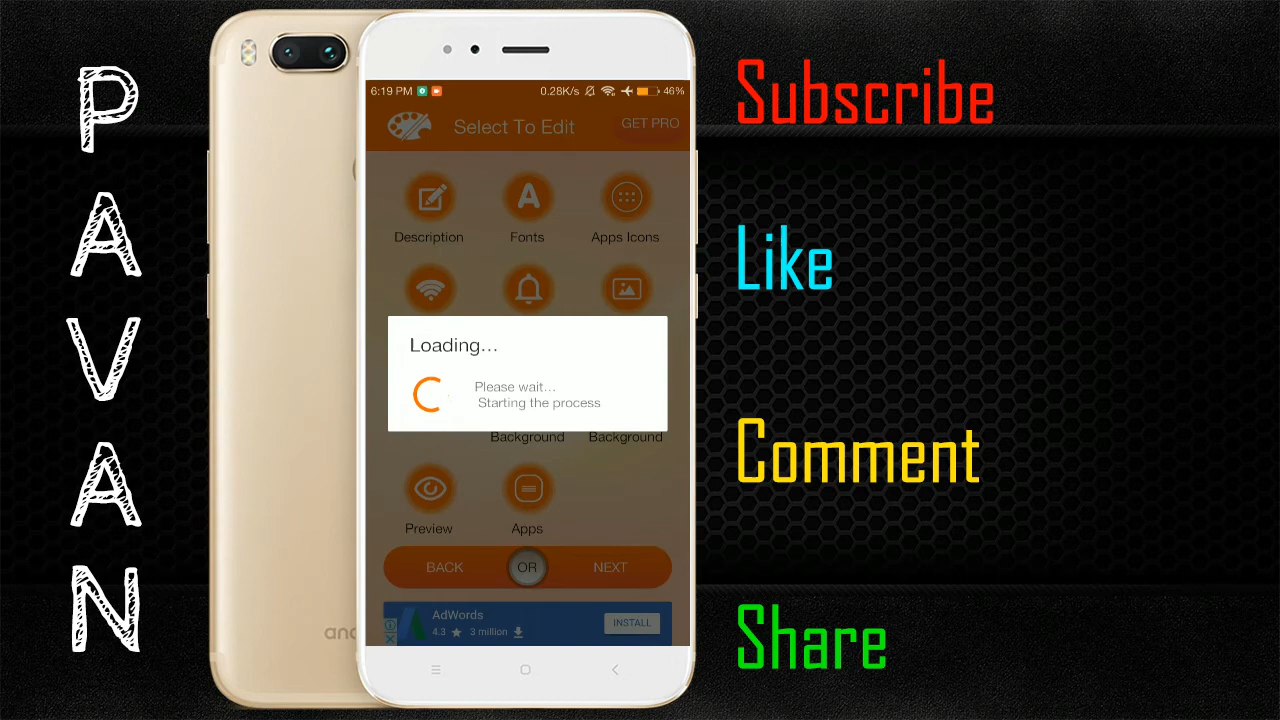 PAVAN
6:19 PM 0.28K/s 46%
Select To Edit GET PRO
Description Fonts Apps Icons
Loading...
Please wait...
Starting the process
Background Background
Preview Apps
BACK OR NEXT
AdWords
4.3 3 million
INSTALL
Subscribe
Like
Comment
Share